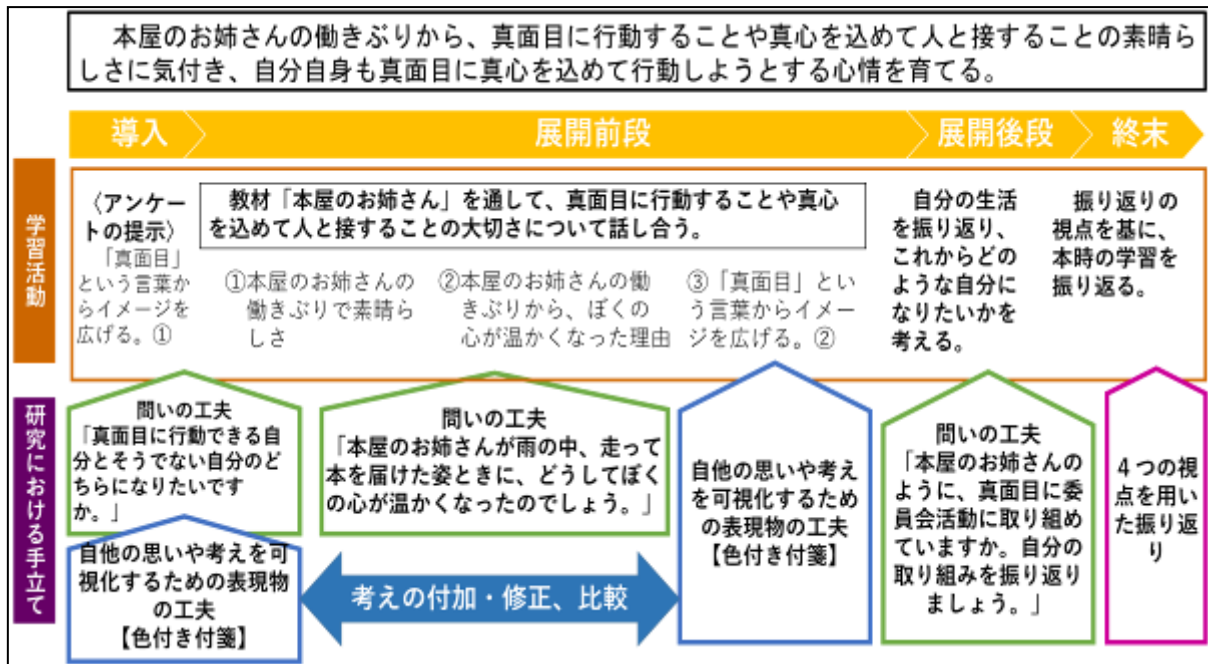 本屋のお姉さんの働きぶりから、真面目に行動することや真心を込めて人と接することの素晴ら
しさに気付き、自分自身も真面目に真心を込めて行動しようとする心情を育てる。
導入
展開前段
展開後段
終末
学習活動
〈アンケー
トの提示〉
「真面目」
という言葉か
らイメージを
広げる。①
教材「本屋のお姉さん」を通して、真面目に行動することや真心
を込めて人と接することの大切さについて話し合う。
①本屋のお姉さんの
働きぶりで素晴ら
しさ
②本屋のお姉さんの働
きぶりから、ぼくの
心が温かくなった理由
③「真面目」とい
う言葉からイメー
ジを広げる。②
自分の生活
を振り返り、
これからどの
ような自分に
なりたいかを
考える。
振り返りの
視点を基に、
本時の学習を
振り返る。
研究における手立て
問いの工夫
「真面目に行動できる自
分とそうでない自分のど
ちらになりたいです
か。」
自他の思いや考えを可
視化するための表現物
の工夫
【色付き付箋】
問いの工夫
「本屋のお姉さんが雨の中、走って
本を届けた姿ときに、どうしてぼく
の心が温かくなったのでしょう。」
考えの付加・修正、比較
自他の思いや考え
を可視化するため
の表現物の工夫
【色付き付箋】
問いの工夫
「本屋のお姉さんの
ように、真面目に委
員会活動に取り組め
ていますか。自分の
取り組みを振り返り
ましょう。」
４つの視
点を用い
た振り返
り